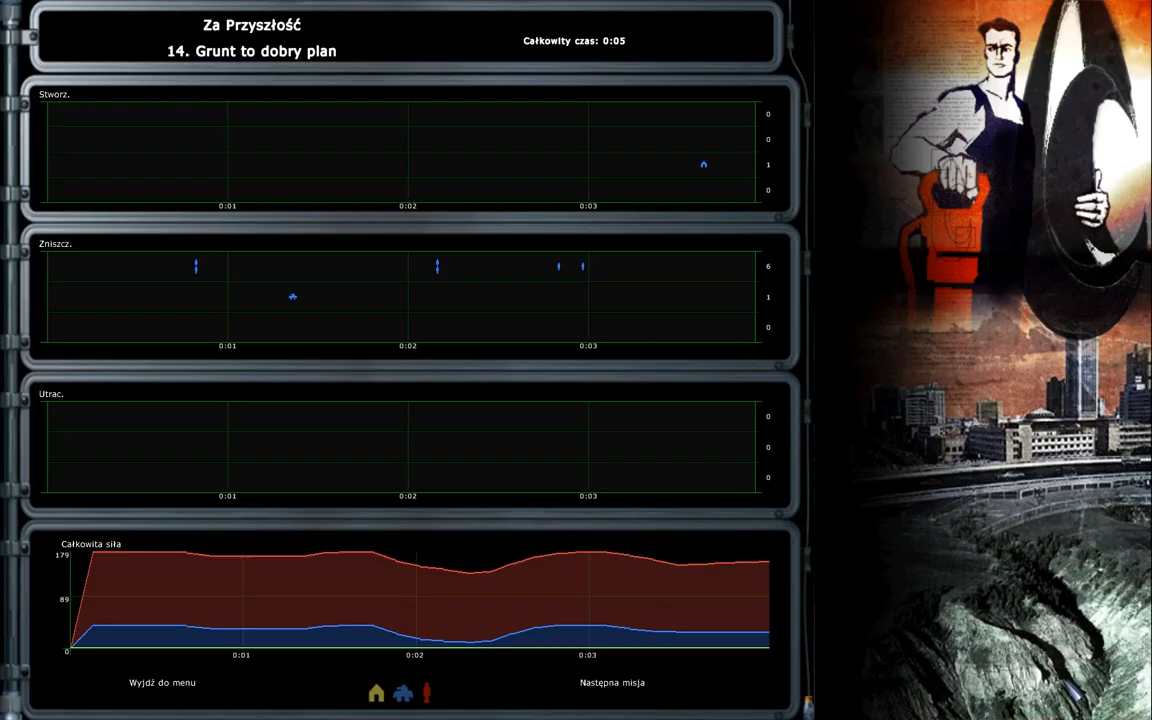 Za Przyszłość
14. Grunt to dobry plan
Całkowity czas: 0:05
Stworz.
0
0
1
0
0:01 0:02 0:03
Zniszcz.
6
1
0
0:01 0:02 0:03
Utrac.
0
0
0
0:01 0:02 0:03
Całkowita siła
179
89
0
0:01 0:02 0:03
Wyjdź do menu
Następna misja